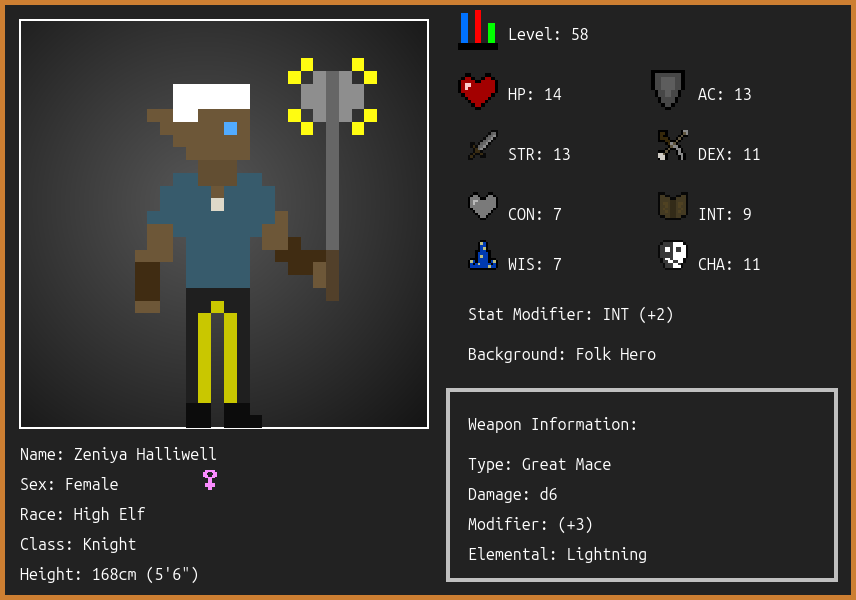 Level: 58
HP: 14
AC: 13
STR: 13
DEX: 11
CON: 7
INT: 9
WIS: 7
CHA: 11
Stat Modifier: INT (+2)
Background: Folk Hero
Weapon Information:
Type: Great Mace
Damage: d6
Modifier: (+3)
Elemental: Lightning
Name: Zeniya Halliwell
Sex: Female
Race: High Elf
Class: Knight
Height: 168cm (5'6")